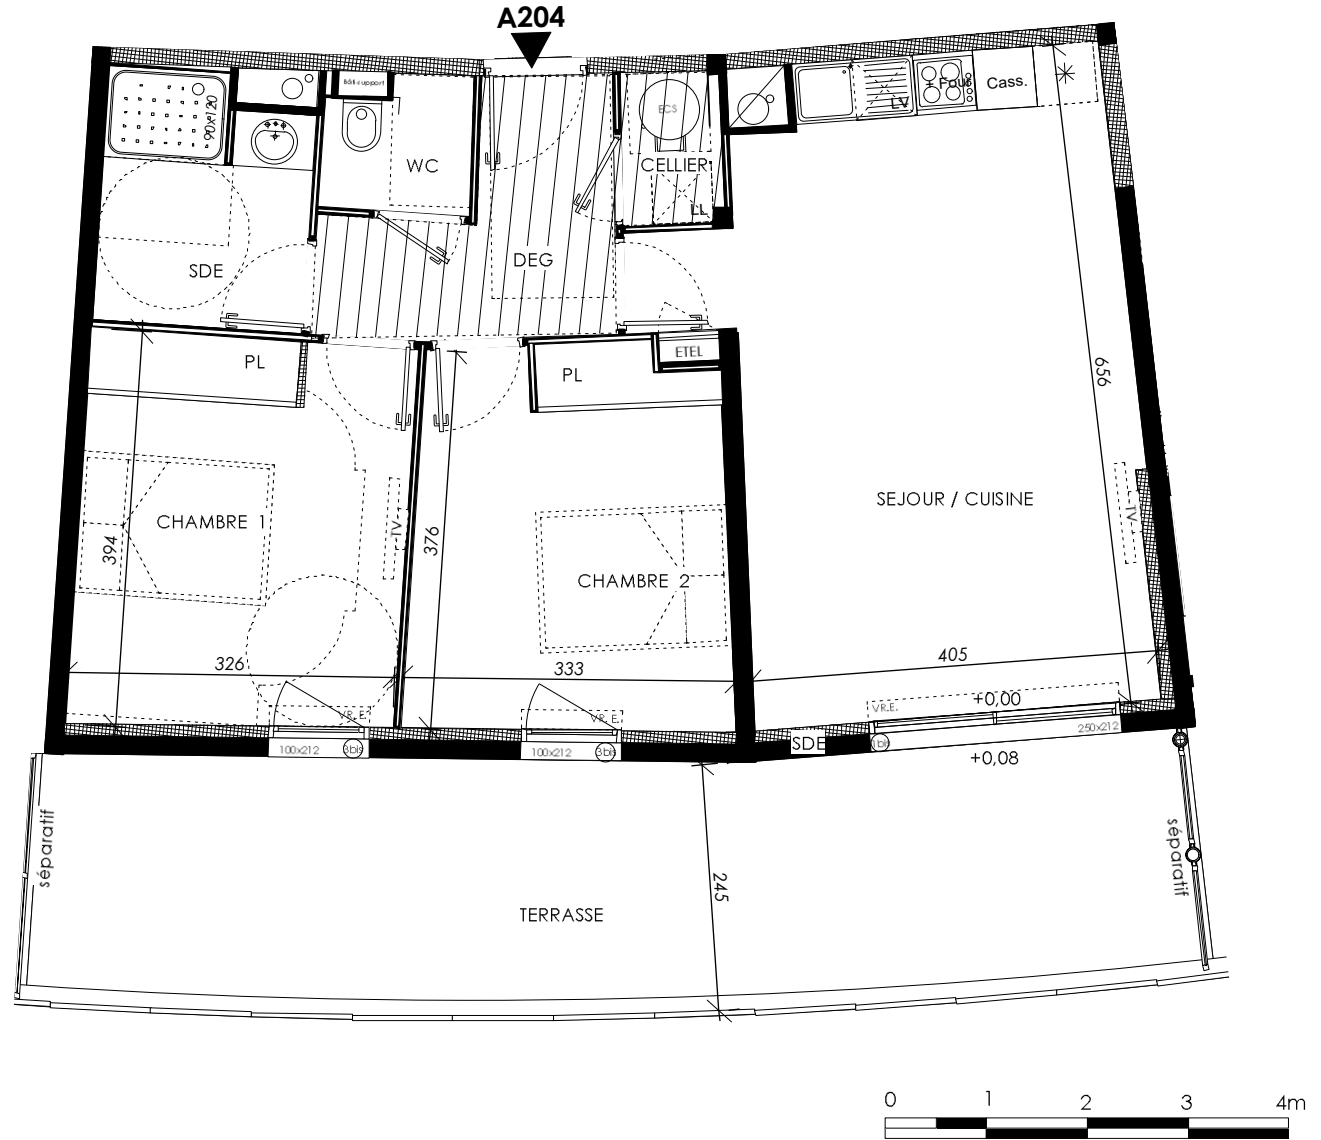 A204
Bâti support
90x120
WC
ECS
CELLIER
LL
LV
+ Four
Cass.
SDE
DEG
PL
PL
ETEL
656
CHAMBRE 1
TV
394
376
CHAMBRE 2
SEJOUR / CUISINE
TV
326
333
405
VR.E.
VR. E.
VR.E.
+0,00
100x212
3bis
100x212
3bis
SDE
1bis
250x212
+0,08
séparatif
séparatif
245
TERRASSE
0 1 2 3 4m